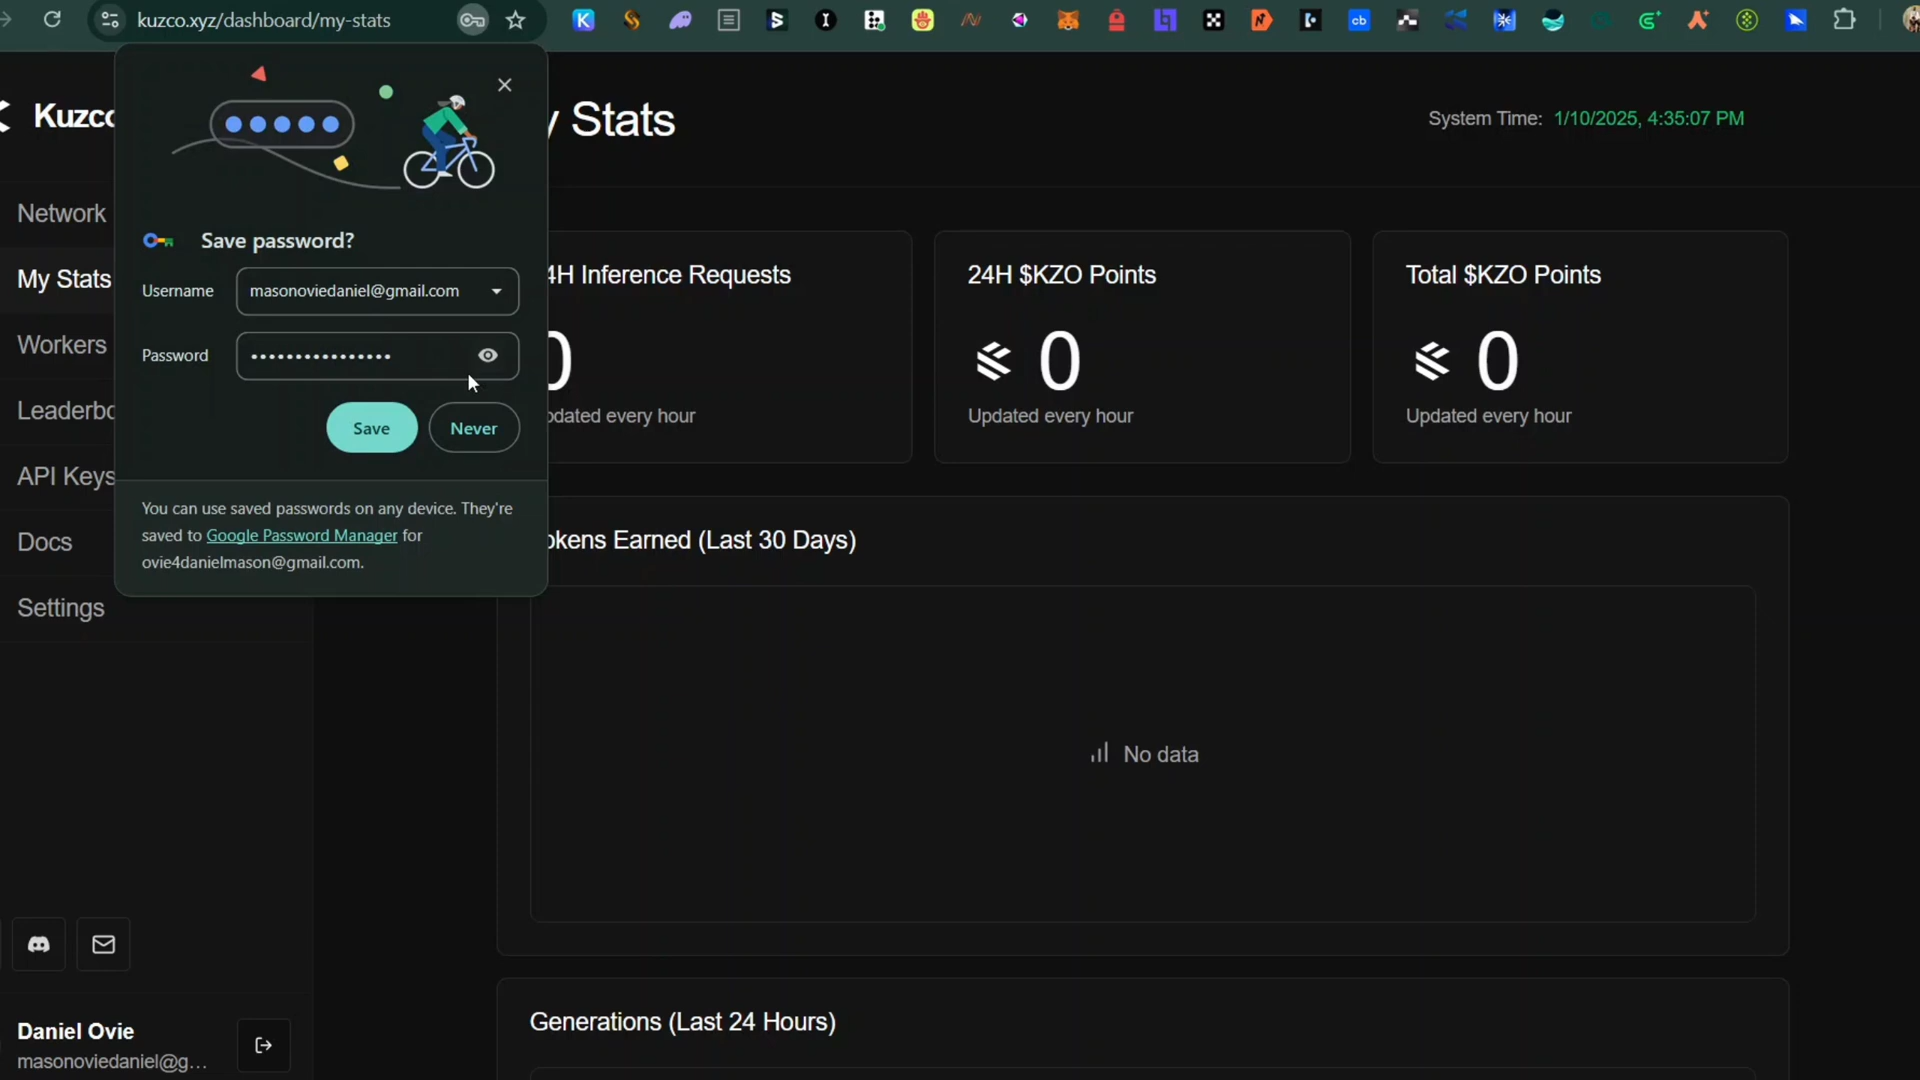 kuzco.xyz/dashboard/my-stats
Save password?
Username
masonoviedaniel@gmail.com
Password
••••••••••••••••
Save
Never
You can use saved passwords on any device. They're
saved to Google Password Manager for
ovie4danielmason@gmail.com.
Network
My Stats
Workers
API Keys
Docs
Settings
Daniel Ovie
masonoviedaniel@g...
Stats
System Time: 1/10/2025, 4:35:07 PM
4H Inference Requests
0
pdated every hour
24H $KZO Points
0
Updated every hour
Total $KZO Points
0
Updated every hour
okens Earned (Last 30 Days)
No data
Generations (Last 24 Hours)